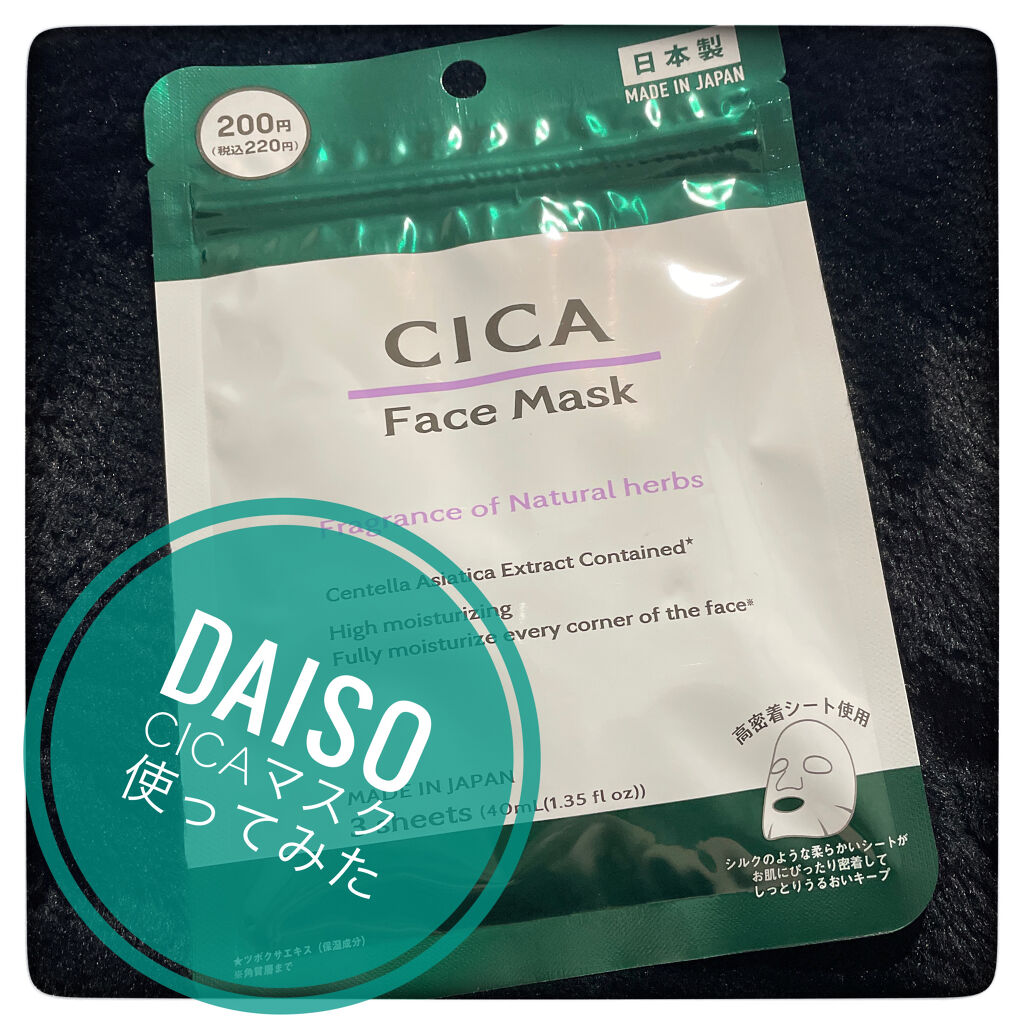 日本製
MADE IN JAPAN
200円
(税込220円)
CICA
Face Mask
Fragrance of Natural herbs
Centella Asiatica Extract Contained★
High moisturizing
Fully moisturize every corner of the face※
DAISO
CICAマスク
使ってみた
MADE IN JAPAN
3 sheets (40mL(1.35 fl oz))
高密着シート使用
シルクのような柔らかいシートが
お肌にぴったり密着して
しっとりうるおいキープ
★ツボクサエキス（保湿成分）
※角質層まで